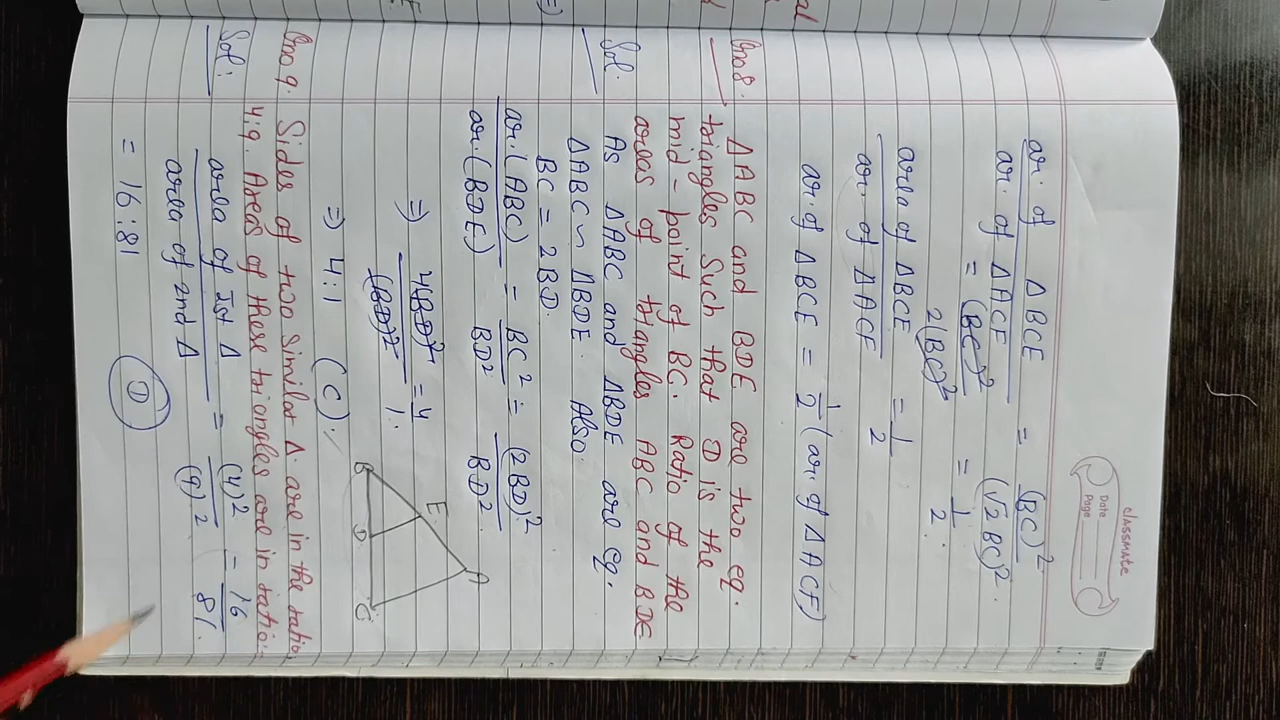 classmate
Date
Page
ar. of ΔBCE = (BC)²
ar. of ΔACF (√2 BC)².
= (BC)² = 1
2(BC)² 2
area of ΔBCE = 1
ar. of ΔACF 2
ar. of ΔBCE = 1/2 (ar. of ΔACF)
Qno8. ΔABC and BDE are two eq.
triangles Such that D is the
mid-point of BC. Ratio of the
areas of triangles ABC and BDE
Sol. As ΔABC and ΔBDE are eq.
ΔABC ~ ΔBDE. Also.
BC = 2BD.
ar.(ABC) = BC² = (2BD)²
ar.(BDE) BD² BD².
⇒ 4(BD)² = 4
(BD)² 1.
⇒ 4:1 (C).
A
E
B D C
Qno 9. Sides of two Similar Δ. are in the ratio
4:9. Areas of these triangles are in ratio.
Sol: area of Ist Δ = (4)² = 16
area of 2nd Δ (9)² 81.
= 16:81 (D)